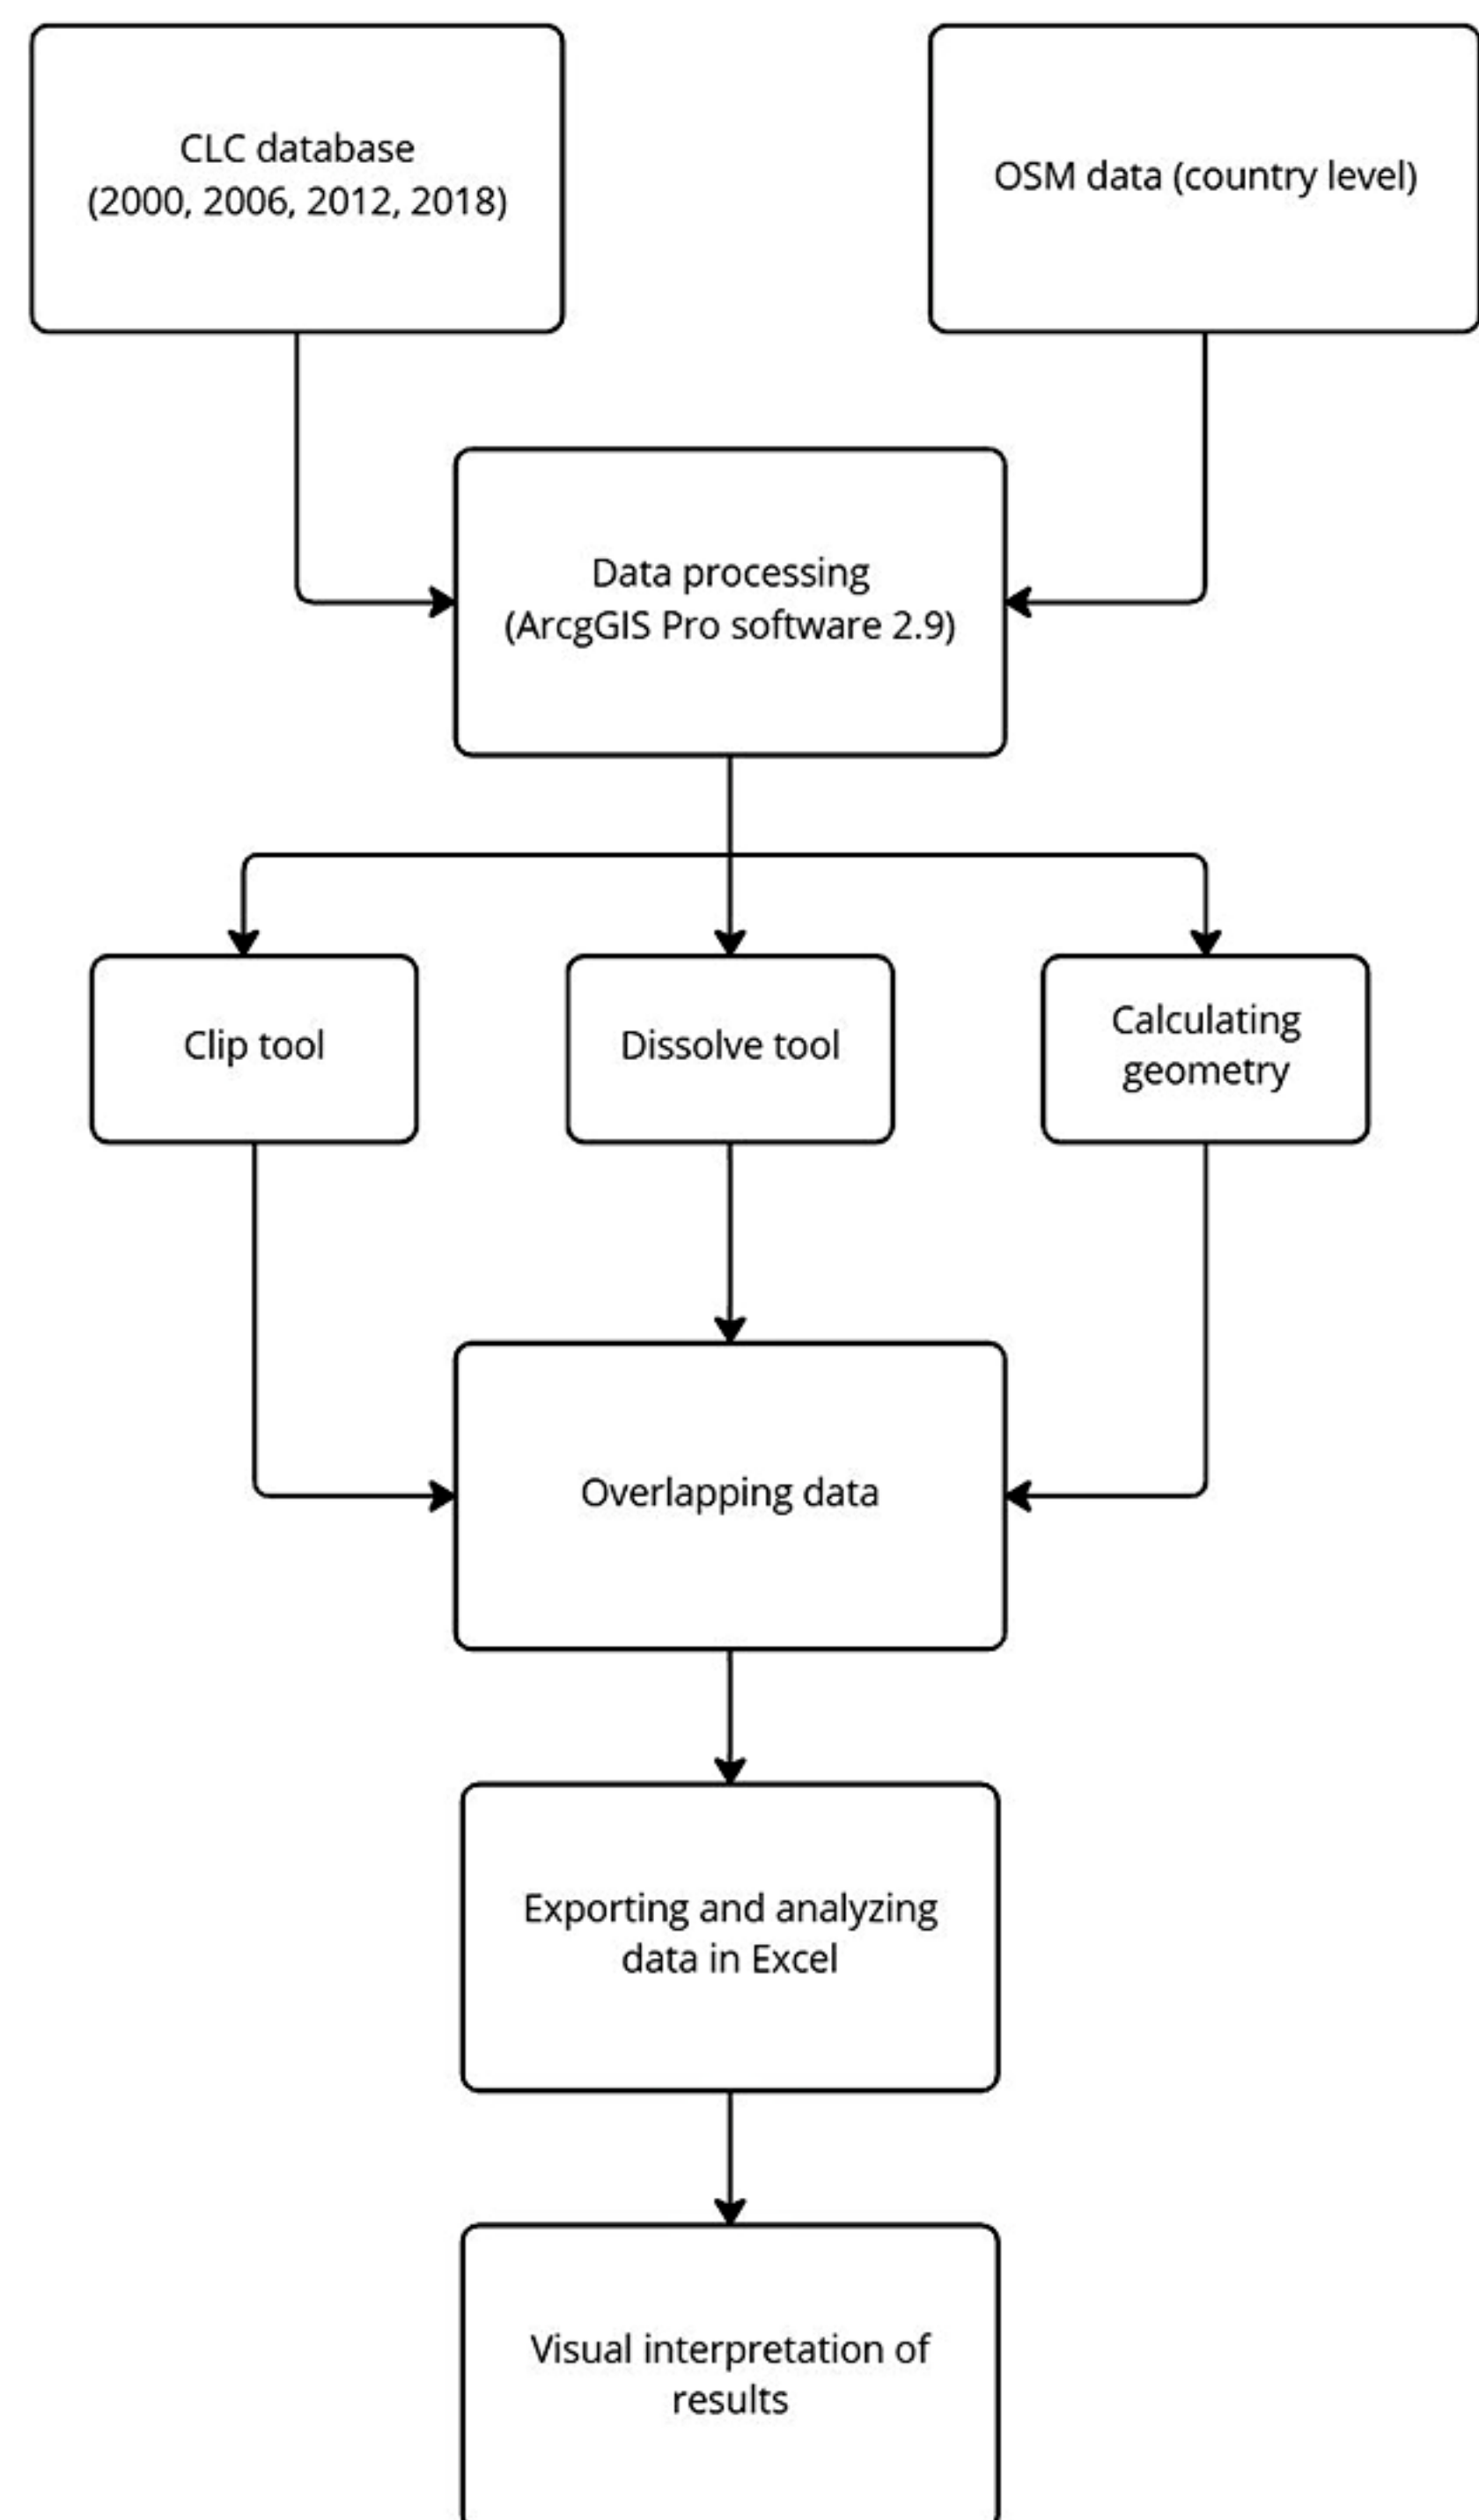 CLC database
(2000, 2006, 2012, 2018)
OSM data (country level)
Data processing
(ArcgGIS Pro software 2.9)
Clip tool
Dissolve tool
Calculating
geometry
Overlapping data
Exporting and analyzing
data in Excel
Visual interpretation of
results